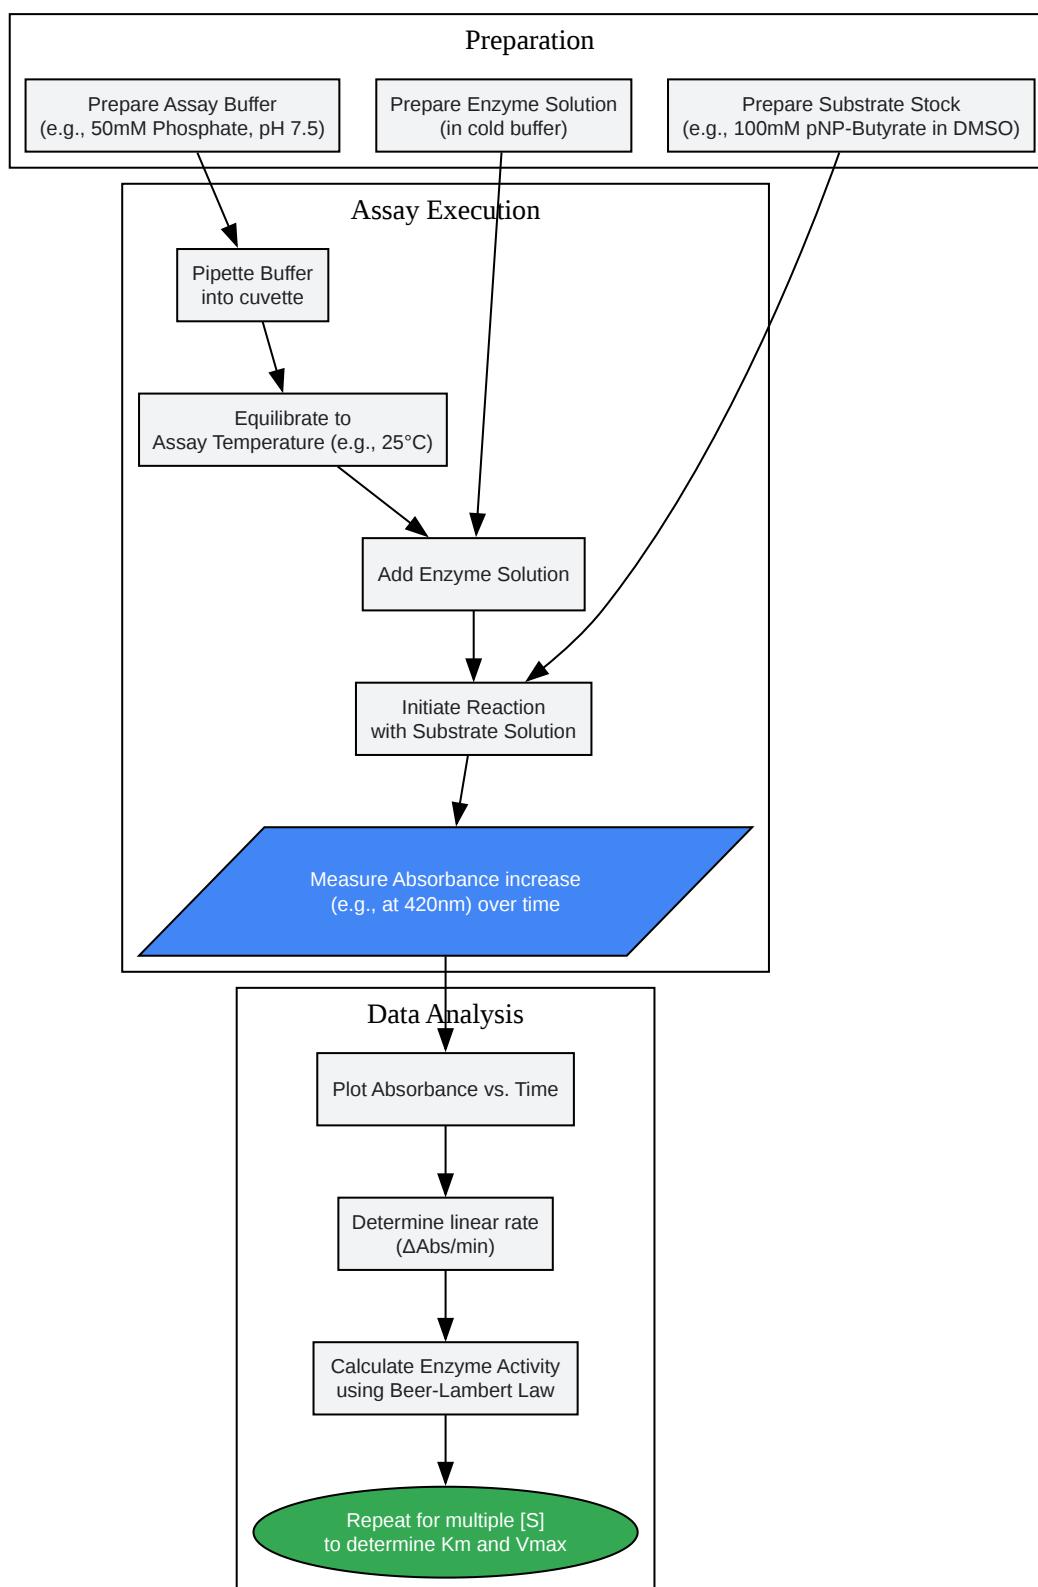 Preparation
Prepare Assay Buffer
(e.g., 50mM Phosphate, pH 7.5)
Prepare Enzyme Solution
(in cold buffer)
Prepare Substrate Stock
(e.g., 100mM pNP-Butyrate in DMSO)
Assay Execution
Pipette Buffer
into cuvette
Equilibrate to
Assay Temperature (e.g., 25°C)
Add Enzyme Solution
Initiate Reaction
with Substrate Solution
Measure Absorbance increase
(e.g., at 420nm) over time
Data Analysis
Plot Absorbance vs. Time
Determine linear rate
(ΔAbs/min)
Calculate Enzyme Activity
using Beer-Lambert Law
Repeat for multiple [S]
to determine Km and Vmax